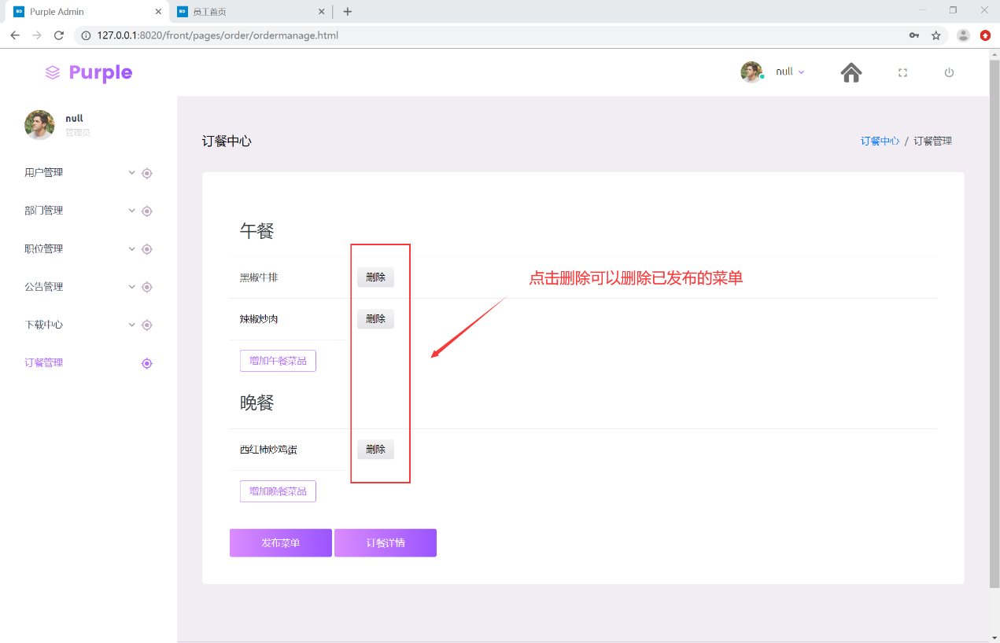 Purple Admin
员工首页
127.0.0.1:8020/front/pages/order/ordermanage.html
Purple
null
null
管理员
用户管理
部门管理
职位管理
公告管理
下载中心
订餐管理
订餐中心
订餐中心 / 订餐管理
午餐
黑椒牛排 删除
点击删除可以删除已发布的菜单
辣椒炒肉 删除
增加午餐菜品
晚餐
西红柿炒鸡蛋 删除
增加晚餐菜品
发布菜单 订餐详情